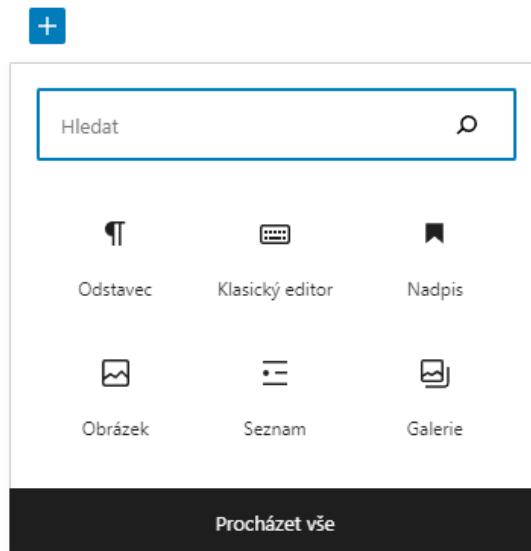 Hledat
Odstavec
Klasický editor
Nadpis
Obrázek
Seznam
Galerie
Procházet vše